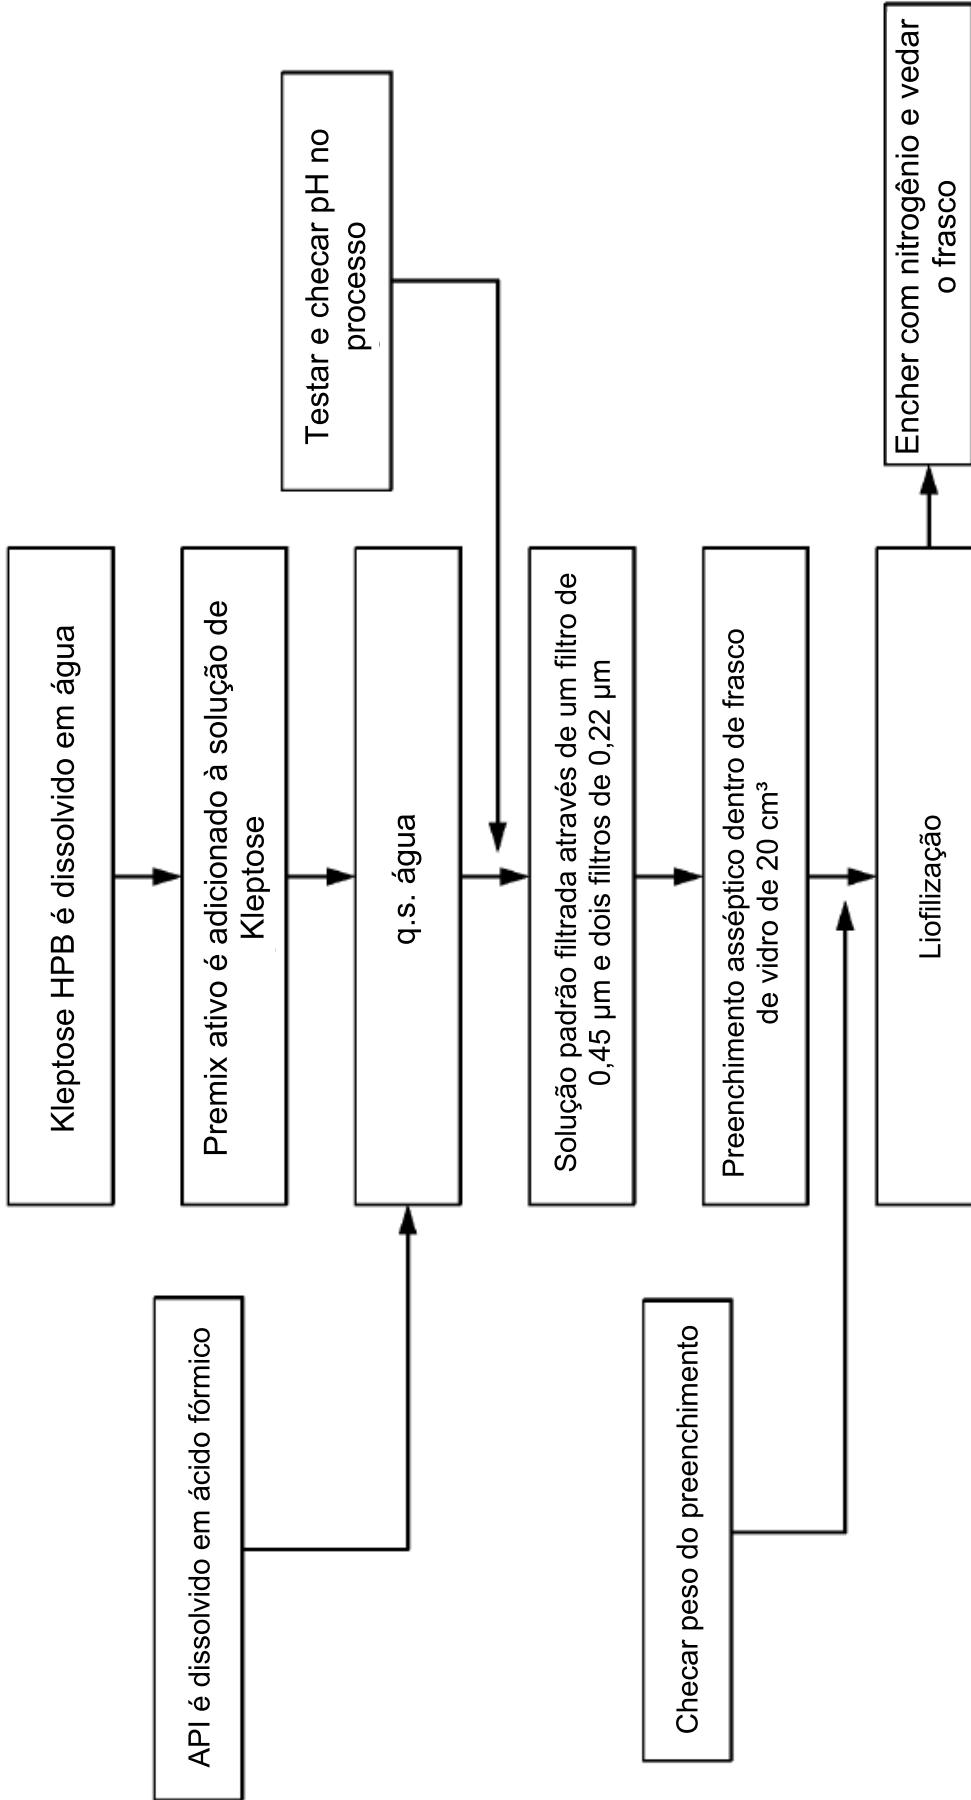 Kleptose HPB é dissolvido em água
API é dissolvido em ácido fórmico
Premix ativo é adicionado à solução de
Kleptose
q.s. água
Testar e checar pH no
processo
Solução padrão filtrada através de um filtro de
0,45 μm e dois filtros de 0,22 μm
Checar peso do preenchimento
Preenchimento asséptico dentro de frasco
de vidro de 20 cm³
Liofilização
Encher com nitrogênio e vedar
o frasco